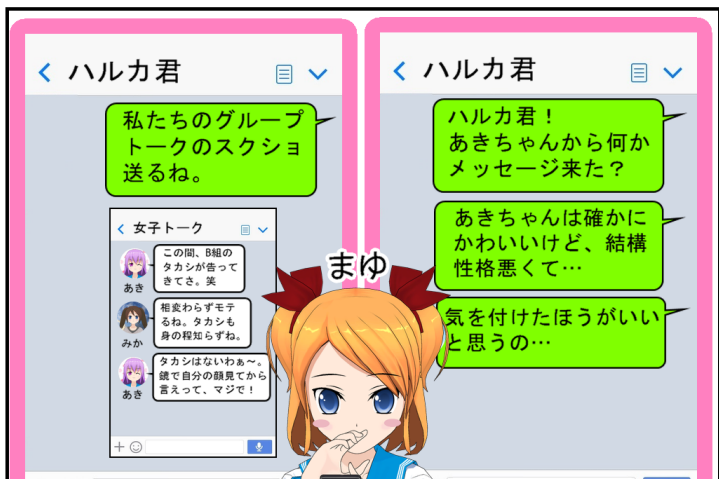 ハルカ君
私たちのグループ
トークのスクショ
送るね。
女子トーク
この間、B組の
タカシが告って
きてさ。笑
あき
相変わらずモテ
るね。タカシも
身の程知らずね。
みか
タカシはないわぁ〜。
鏡で自分の顔見てから
言えって、マジで！
あき
ハルカ君
ハルカ君！
あきちゃんから何か
メッセージ来た？
あきちゃんは確かに
かわいいけど、結構
性格悪くて…
気を付けたほうがいい
と思うの…
まゆ